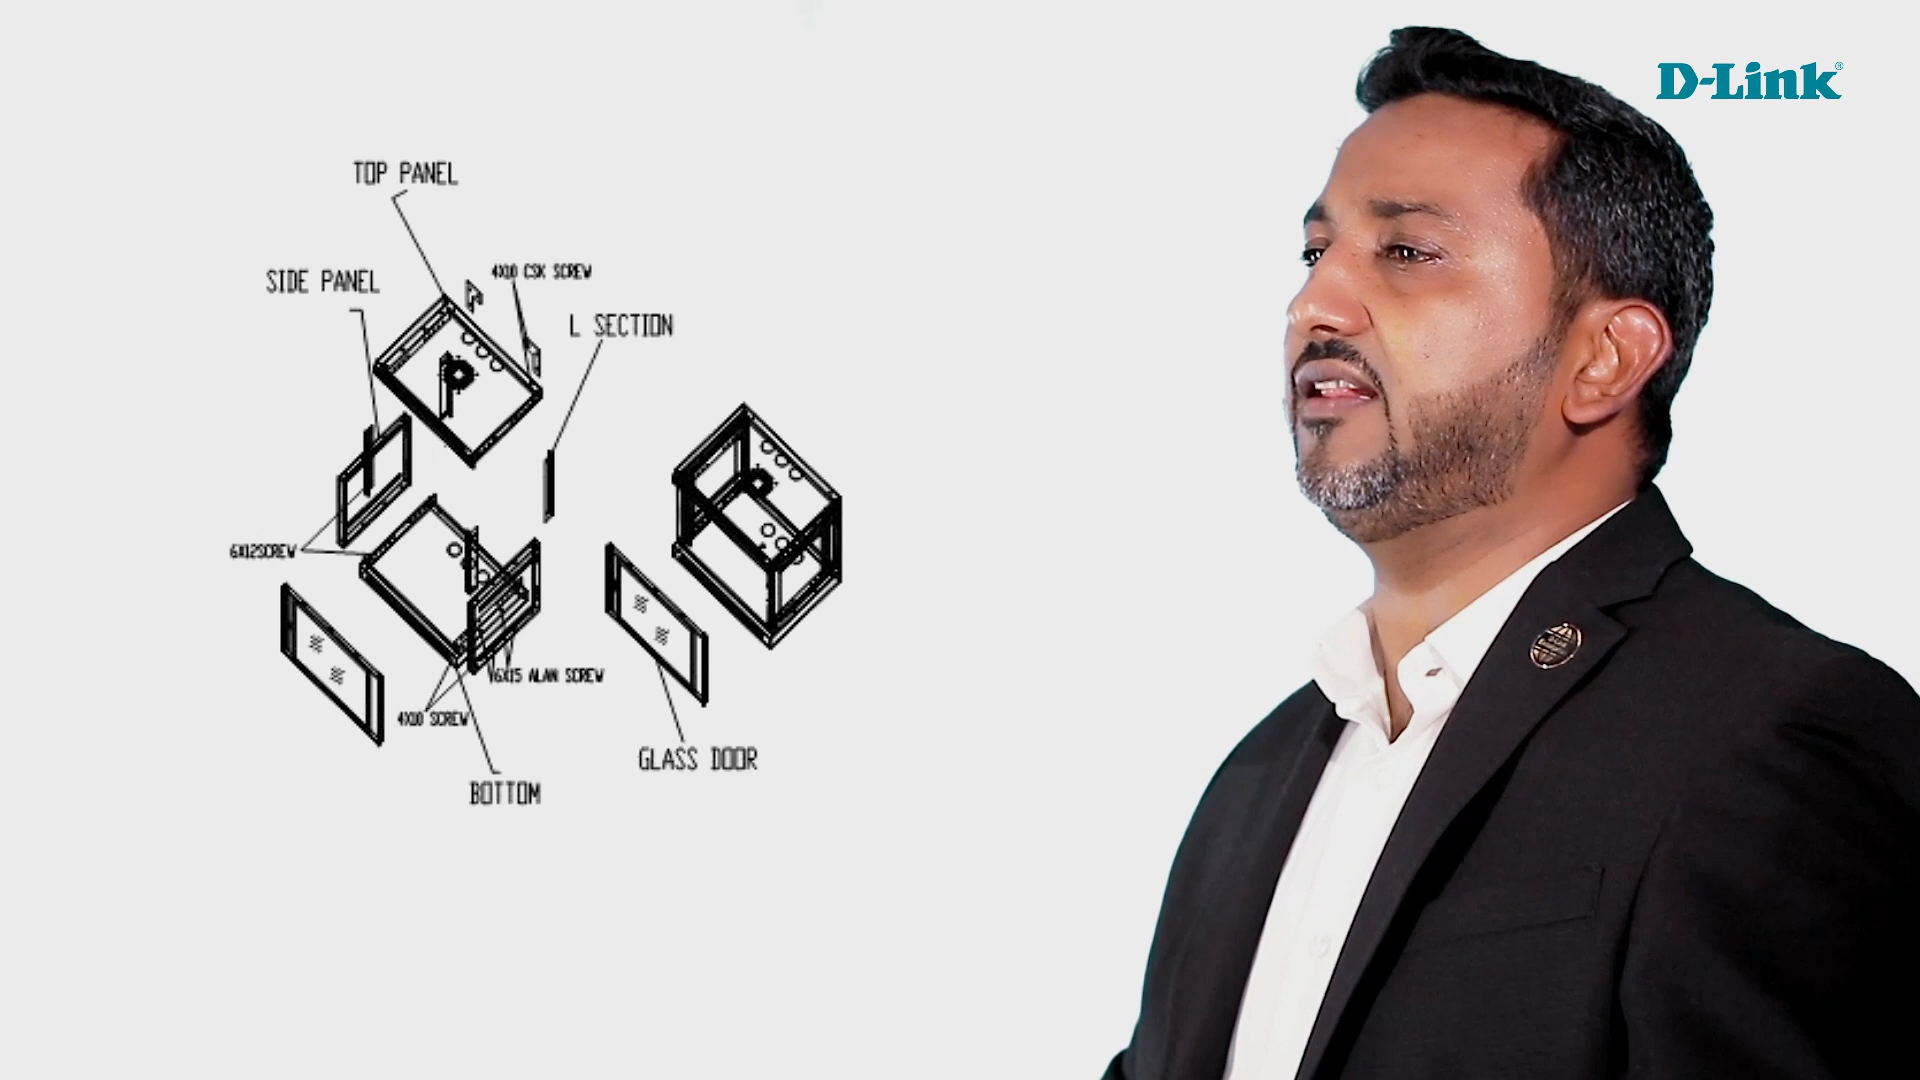 D-Link®
TOP PANEL
4X10 CSK SCREW
SIDE PANEL
L SECTION
6X12SCREW
6X15 ALAN SCREW
4X10 SCREW
GLASS DOOR
BOTTOM